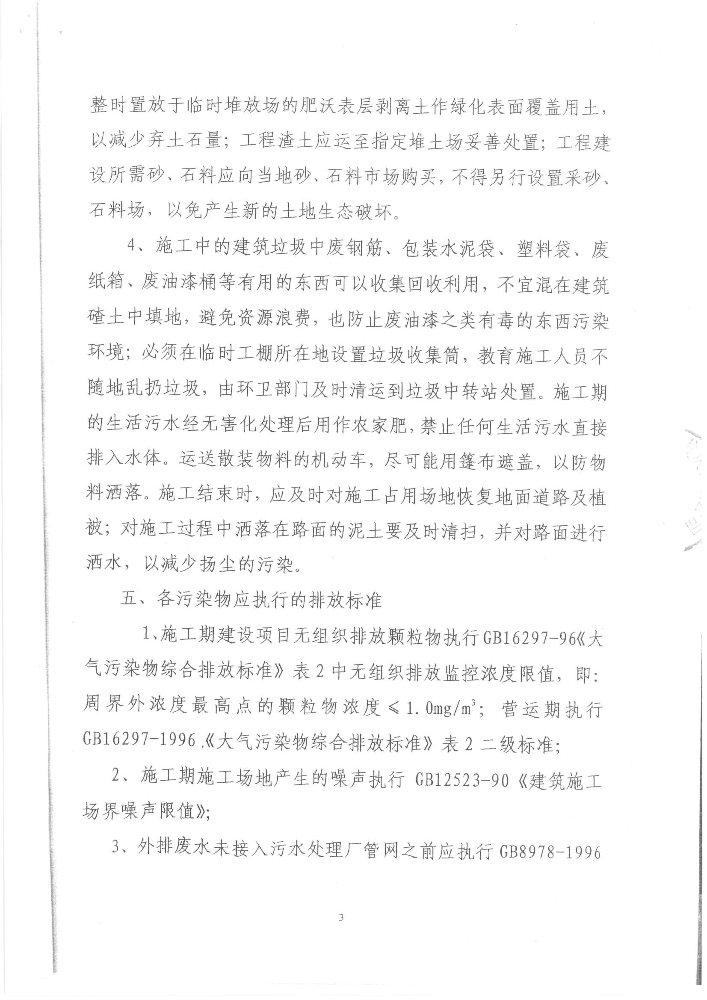 整时置放于临时堆放场的肥沃表层剥离土作绿化表面覆盖用土，
以减少弃土石量；工程渣土应运至指定堆土场妥善处置；工程建
设所需砂、石料应向当地砂、石料市场购买，不得另行设置采砂、
石料场，以免产生新的土地生态破坏。
4、施工中的建筑垃圾中废钢筋、包装水泥袋、塑料袋、废
纸箱、废油漆桶等有用的东西可以收集回收利用，不宜混在建筑
碴土中填地，避免资源浪费，也防止废油漆之类有毒的东西污染
环境；必须在临时工棚所在地设置垃圾收集筒，教育施工人员不
随地乱扔垃圾，由环卫部门及时清运到垃圾中转站处置。施工期
的生活污水经无害化处理后用作农家肥，禁止任何生活污水直接
排入水体。运送散装物料的机动车，尽可能用篷布遮盖，以防物
料洒落。施工结束时，应及时对施工占用场地恢复地面道路及植
被；对施工过程中洒落在路面的泥土要及时清扫，并对路面进行
洒水，以减少扬尘的污染。
五、各污染物应执行的排放标准
1、施工期建设项目无组织排放颗粒物执行GB16297-96《大
气污染物综合排放标准》表2中无组织排放监控浓度限值，即：
周界外浓度最高点的颗粒物浓度≤1.0mg/m³；营运期执行
GB16297-1996《大气污染物综合排放标准》表2二级标准；
2、施工期施工场地产生的噪声执行 GB12523-90《建筑施工
场界噪声限值》；
3、外排废水未接入污水处理厂管网之前应执行GB8978-1996
3